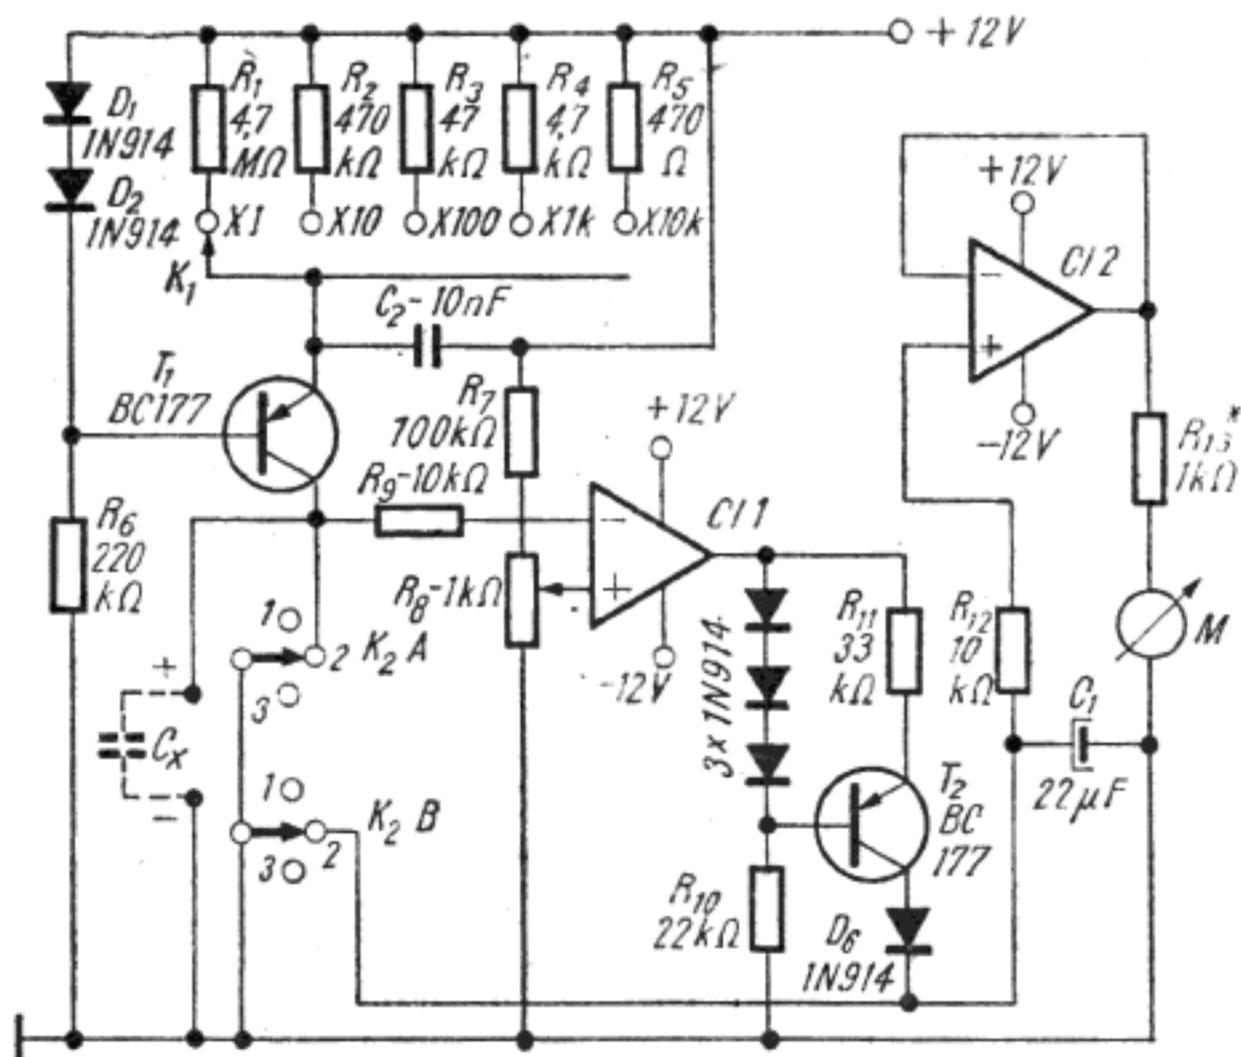 +12V
D1
1N914
D2
1N914
R1
4,7
MΩ
R2
470
kΩ
R3
47
kΩ
R4
4,7
kΩ
R5
470
Ω
X1
X10
X100
X1k
X10k
K1
C2-10nF
T1
BC177
R7
100kΩ
R9-10kΩ
+12V
CI1
-
+
-12V
R8-1kΩ
R6
220
kΩ
1
2
3
K2 A
+
Cx
-
1
2
3
K2 B
3x1N914
R11
33
kΩ
R12
10
kΩ
C1
22μF
T2
BC
177
R10
22kΩ
D6
1N914
+12V
CI2
-
+
-12V
R13*
1kΩ
M